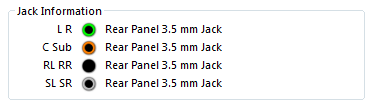 Jack Information
L R Rear Panel 3.5 mm Jack
C Sub Rear Panel 3.5 mm Jack
RL RR Rear Panel 3.5 mm Jack
SL SR Rear Panel 3.5 mm Jack